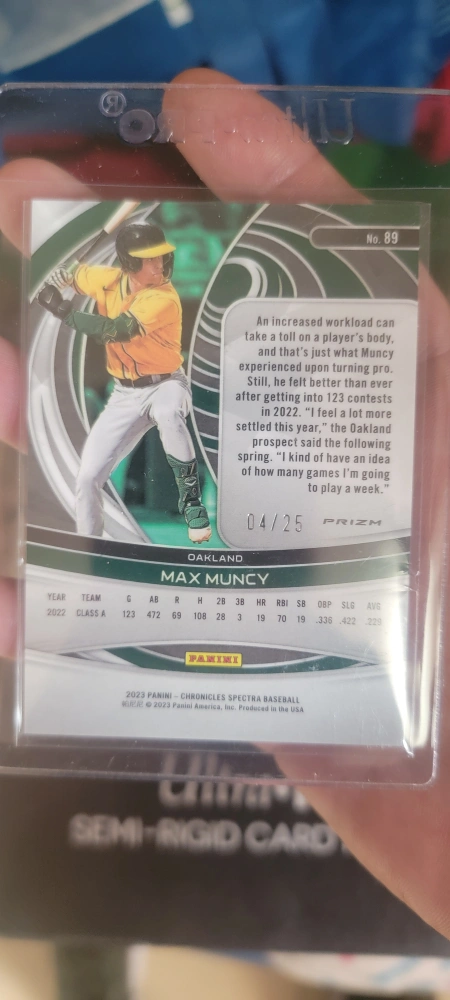 No. 89
An increased workload can
take a toll on a player's body,
and that's just what Muncy
experienced upon turning pro.
Still, he felt better than ever
after getting into 123 contests
in 2022. "I feel a lot more
settled this year," the Oakland
prospect said the following
spring. "I kind of have an idea
of how many games I'm going
to play a week."
04/25 PRIZM
OAKLAND
MAX MUNCY
YEAR TEAM G AB R H 2B 3B HR RBI SB OBP SLG AVG
2022 CLASS A 123 472 69 108 28 3 19 70 19 .336 .422 .229
PANINI
2023 PANINI – CHRONICLES SPECTRA BASEBALL
© 2023 Panini America, Inc. Produced in the USA
SEMI-RIGID CARD